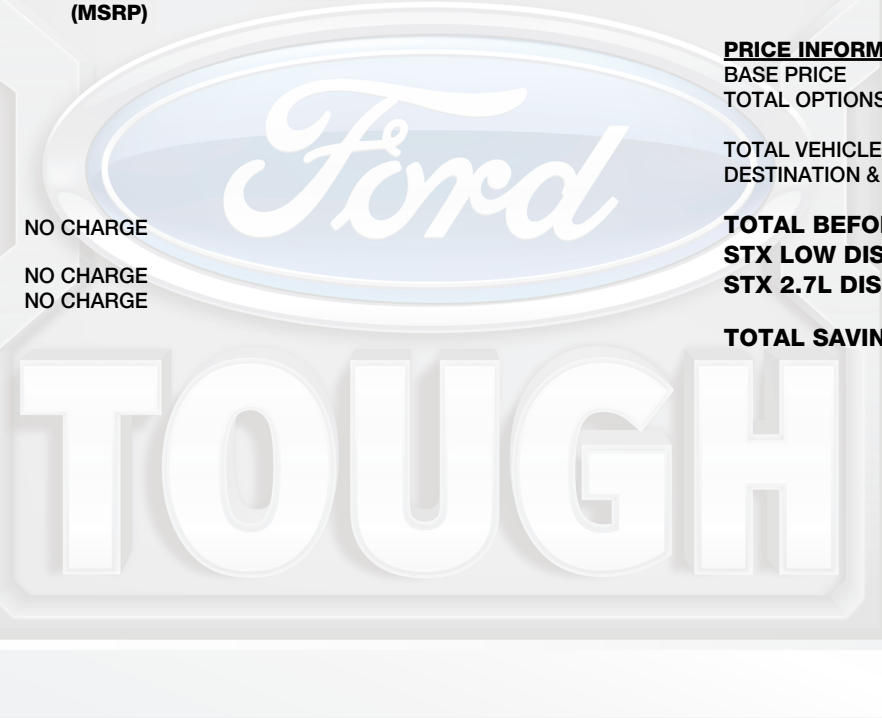 (MSRP)
NO CHARGE
NO CHARGE
NO CHARGE
Ford
TOUGH
PRICE INFORM
BASE PRICE
TOTAL OPTIONS
TOTAL VEHICLE
DESTINATION &
TOTAL BEFO
STX LOW DIS
STX 2.7L DIS
TOTAL SAVIN